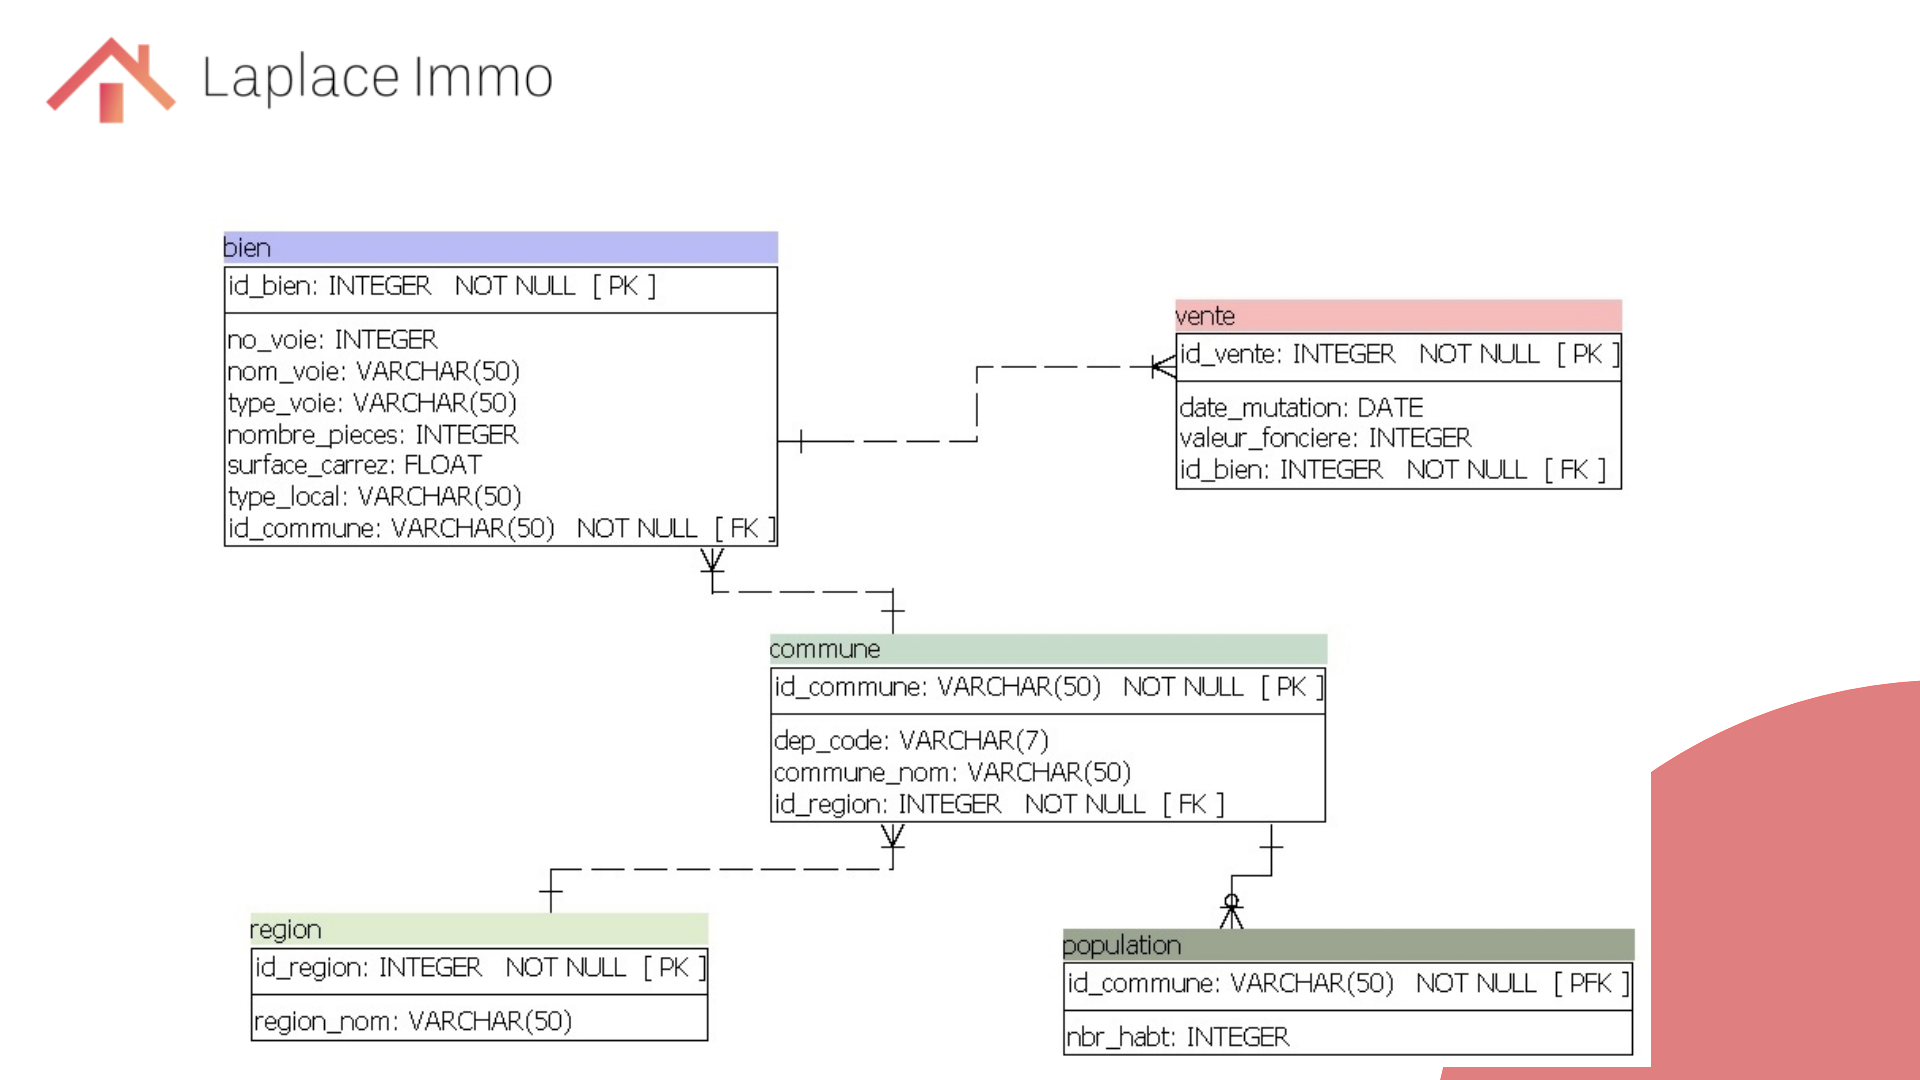 Laplace Immo
bien
id_bien: INTEGER NOT NULL [ PK ]
no_voie: INTEGER
nom_voie: VARCHAR(50)
type_voie: VARCHAR(50)
nombre_pieces: INTEGER
surface_carrez: FLOAT
type_local: VARCHAR(50)
id_commune: VARCHAR(50) NOT NULL [ FK ]
vente
id_vente: INTEGER NOT NULL [ PK ]
date_mutation: DATE
valeur_fonciere: INTEGER
id_bien: INTEGER NOT NULL [ FK ]
commune
id_commune: VARCHAR(50) NOT NULL [ PK ]
dep_code: VARCHAR(7)
commune_nom: VARCHAR(50)
id_region: INTEGER NOT NULL [ FK ]
region
id_region: INTEGER NOT NULL [ PK ]
region_nom: VARCHAR(50)
population
id_commune: VARCHAR(50) NOT NULL [ PFK ]
nbr_habt: INTEGER